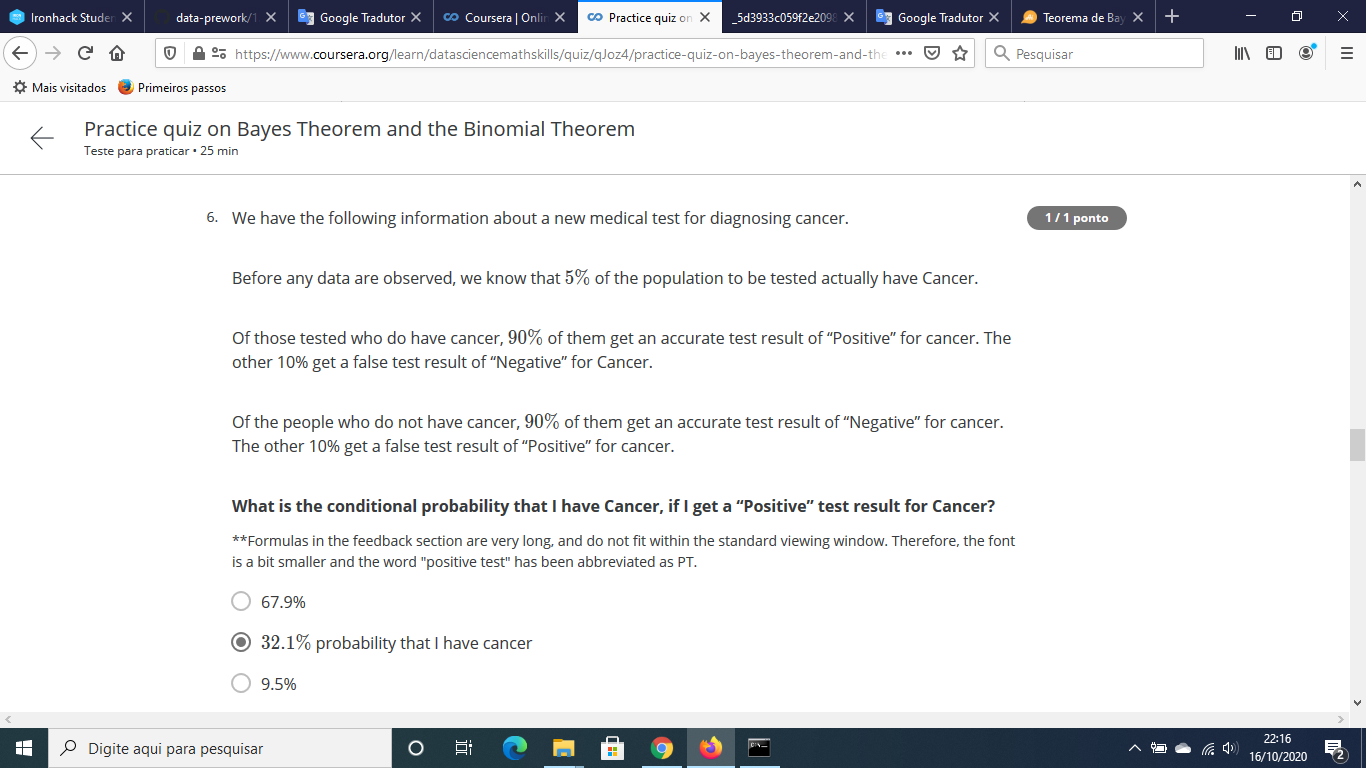 Ironhack Studen
data-prework/1
Google Tradutor
Coursera | Onlin
Practice quiz on
_5d3933c059f2e2098
Google Tradutor
Teorema de Bay
https://www.coursera.org/learn/datasciencemathskills/quiz/qJoz4/practice-quiz-on-bayes-theorem-and-the
Pesquisar
Mais visitados
Primeiros passos
Practice quiz on Bayes Theorem and the Binomial Theorem
Teste para praticar • 25 min
6. We have the following information about a new medical test for diagnosing cancer.
1 / 1 ponto
Before any data are observed, we know that 5% of the population to be tested actually have Cancer.
Of those tested who do have cancer, 90% of them get an accurate test result of “Positive” for cancer. The
other 10% get a false test result of “Negative” for Cancer.
Of the people who do not have cancer, 90% of them get an accurate test result of “Negative” for cancer.
The other 10% get a false test result of “Positive” for cancer.
What is the conditional probability that I have Cancer, if I get a “Positive” test result for Cancer?
**Formulas in the feedback section are very long, and do not fit within the standard viewing window. Therefore, the font
is a bit smaller and the word "positive test" has been abbreviated as PT.
67.9%
32.1% probability that I have cancer
9.5%
Digite aqui para pesquisar
22:16
16/10/2020
2